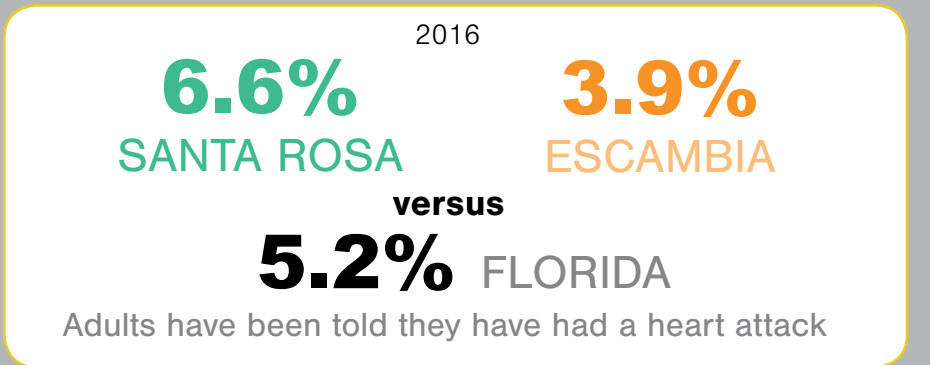 2016
6.6% 3.9%
SANTA ROSA ESCAMBIA
versus
5.2% FLORIDA
Adults have been told they have had a heart attack